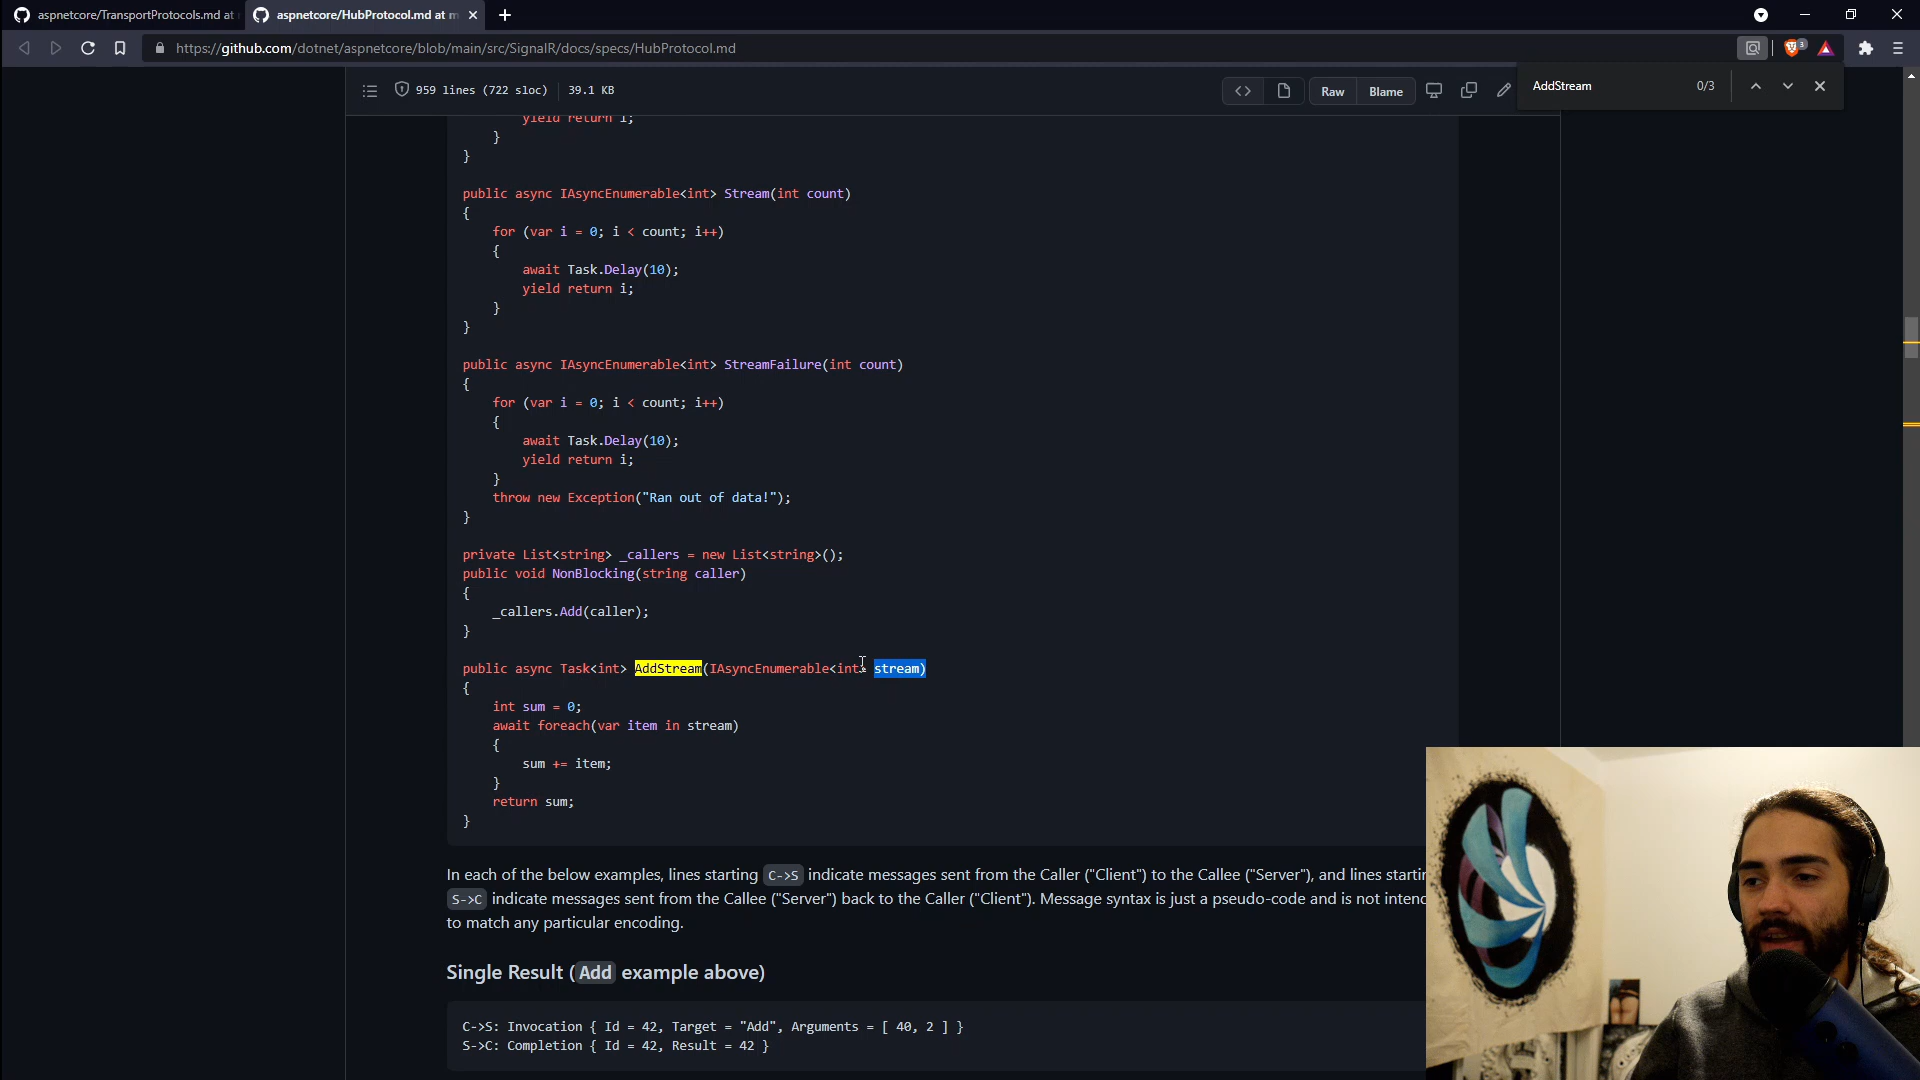 aspnetcore/TransportProtocols.md at
aspnetcore/HubProtocol.md at m
https://github.com/dotnet/aspnetcore/blob/main/src/SignalR/docs/specs/HubProtocol.md
3
959 lines (722 sloc)
39.1 KB
Raw
Blame
AddStream
0/3
yield return i;
}
}
public async IAsyncEnumerable<int> Stream(int count)
{
for (var i = 0; i < count; i++)
{
await Task.Delay(10);
yield return i;
}
}
public async IAsyncEnumerable<int> StreamFailure(int count)
{
for (var i = 0; i < count; i++)
{
await Task.Delay(10);
yield return i;
}
throw new Exception("Ran out of data!");
}
private List<string> _callers = new List<string>();
public void NonBlocking(string caller)
{
_callers.Add(caller);
}
public async Task<int> AddStream(IAsyncEnumerable<int> stream)
{
int sum = 0;
await foreach(var item in stream)
{
sum += item;
}
return sum;
}
In each of the below examples, lines starting C->S indicate messages sent from the Caller ("Client") to the Callee ("Server"), and lines
S->C indicate messages sent from the Callee ("Server") back to the Caller ("Client"). Message syntax is just a pseudo-code and is not
to match any particular encoding.
Single Result (Add example above)
C->S: Invocation { Id = 42, Target = "Add", Arguments = [ 40, 2 ] }
S->C: Completion { Id = 42, Result = 42 }